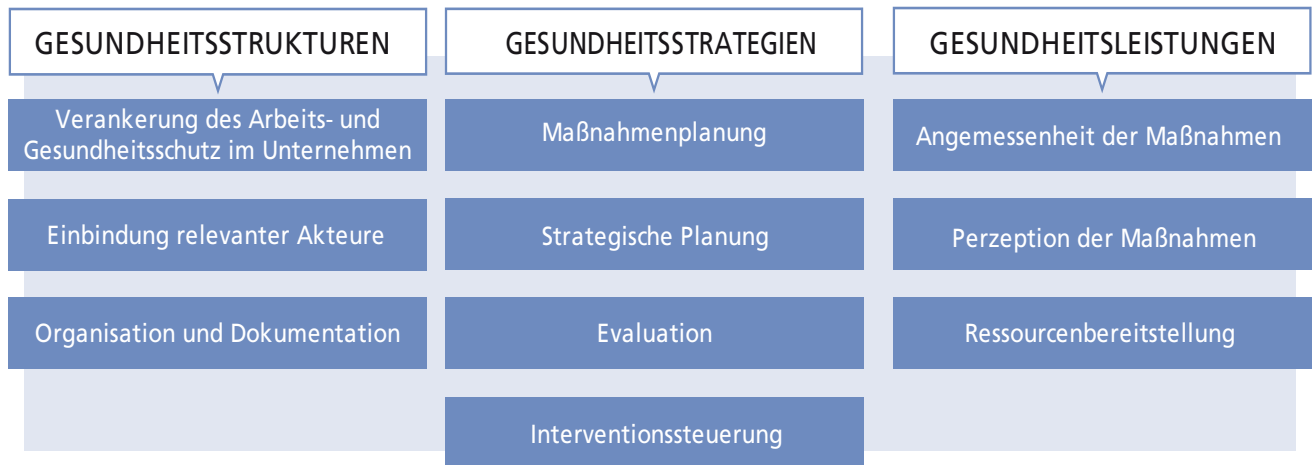 GESUNDHEITSSTRUKTUREN
Verankerung des Arbeits- und
Gesundheitsschutz im Unternehmen
Einbindung relevanter Akteure
Organisation und Dokumentation
GESUNDHEITSSTRATEGIEN
Maßnahmenplanung
Strategische Planung
Evaluation
Interventionssteuerung
GESUNDHEITSLEISTUNGEN
Angemessenheit der Maßnahmen
Perzeption der Maßnahmen
Ressourcenbereitstellung